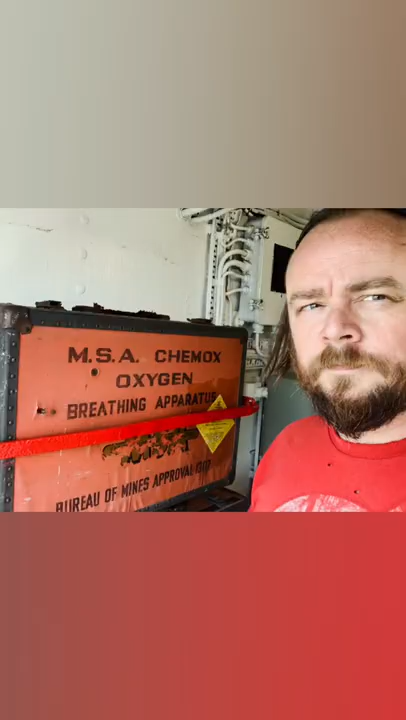 M.S.A. CHEMOX
OXYGEN
BREATHING APPARATUS
BUREAU OF MINES APPROVAL